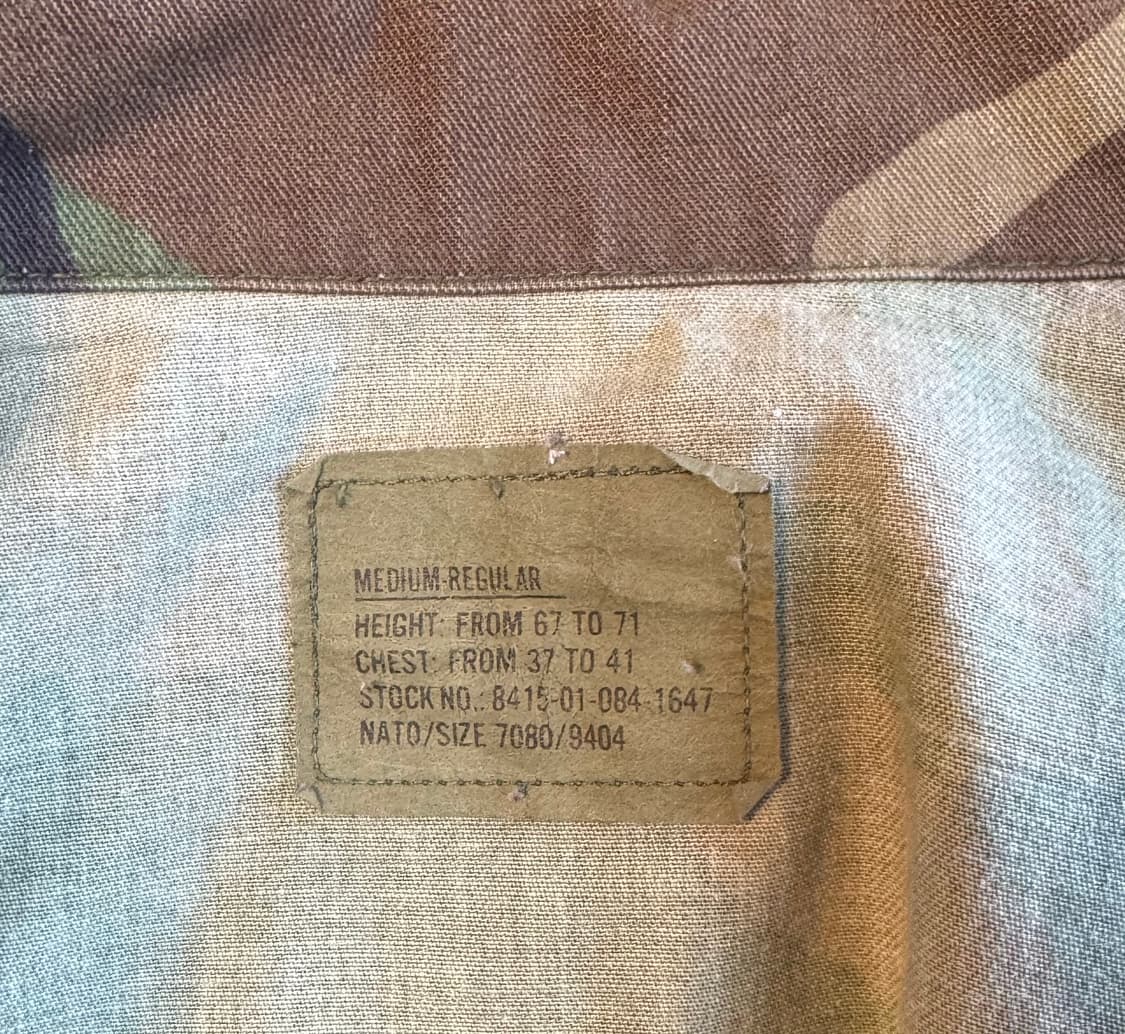 MEDIUM-REGULAR
HEIGHT: FROM 67 TO 71
CHEST: FROM 37 TO 41
STOCK NO.: 8415-01-084-1647
NATO/SIZE 7080/9404